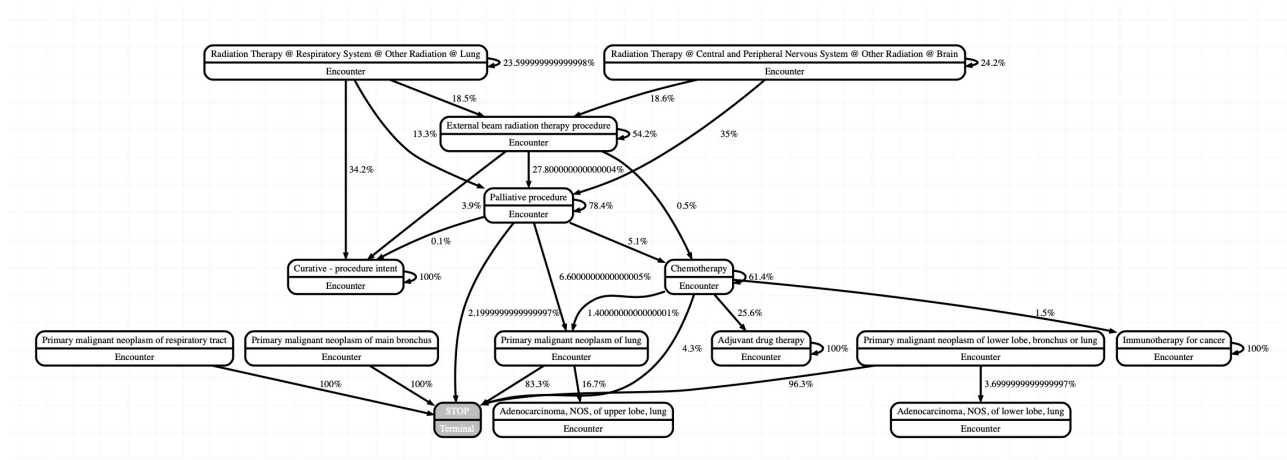 Radiation Therapy @ Respiratory System @ Other Radiation @ Lung
Encounter
23.599999999999998%
Radiation Therapy @ Central and Peripheral Nervous System @ Other Radiation @ Brain
Encounter
24.2%
18.5%
18.6%
External beam radiation therapy procedure
Encounter
54.2%
13.3%
35%
34.2%
27.800000000000004%
Palliative procedure
Encounter
78.4%
3.9%
0.5%
0.1%
5.1%
Curative - procedure intent
Encounter
100%
Chemotherapy
Encounter
61.4%
6.6000000000000005%
2.1999999999999997%
1.4000000000000001%
25.6%
1.5%
Primary malignant neoplasm of respiratory tract
Encounter
Primary malignant neoplasm of main bronchus
Encounter
Primary malignant neoplasm of lung
Encounter
4.3%
Adjuvant drug therapy
Encounter
100%
Primary malignant neoplasm of lower lobe, bronchus or lung
Encounter
Immunotherapy for cancer
Encounter
100%
100%
100%
83.3%
16.7%
96.3%
3.6999999999999997%
STOP
Terminal
Adenocarcinoma, NOS, of upper lobe, lung
Encounter
Adenocarcinoma, NOS, of lower lobe, lung
Encounter